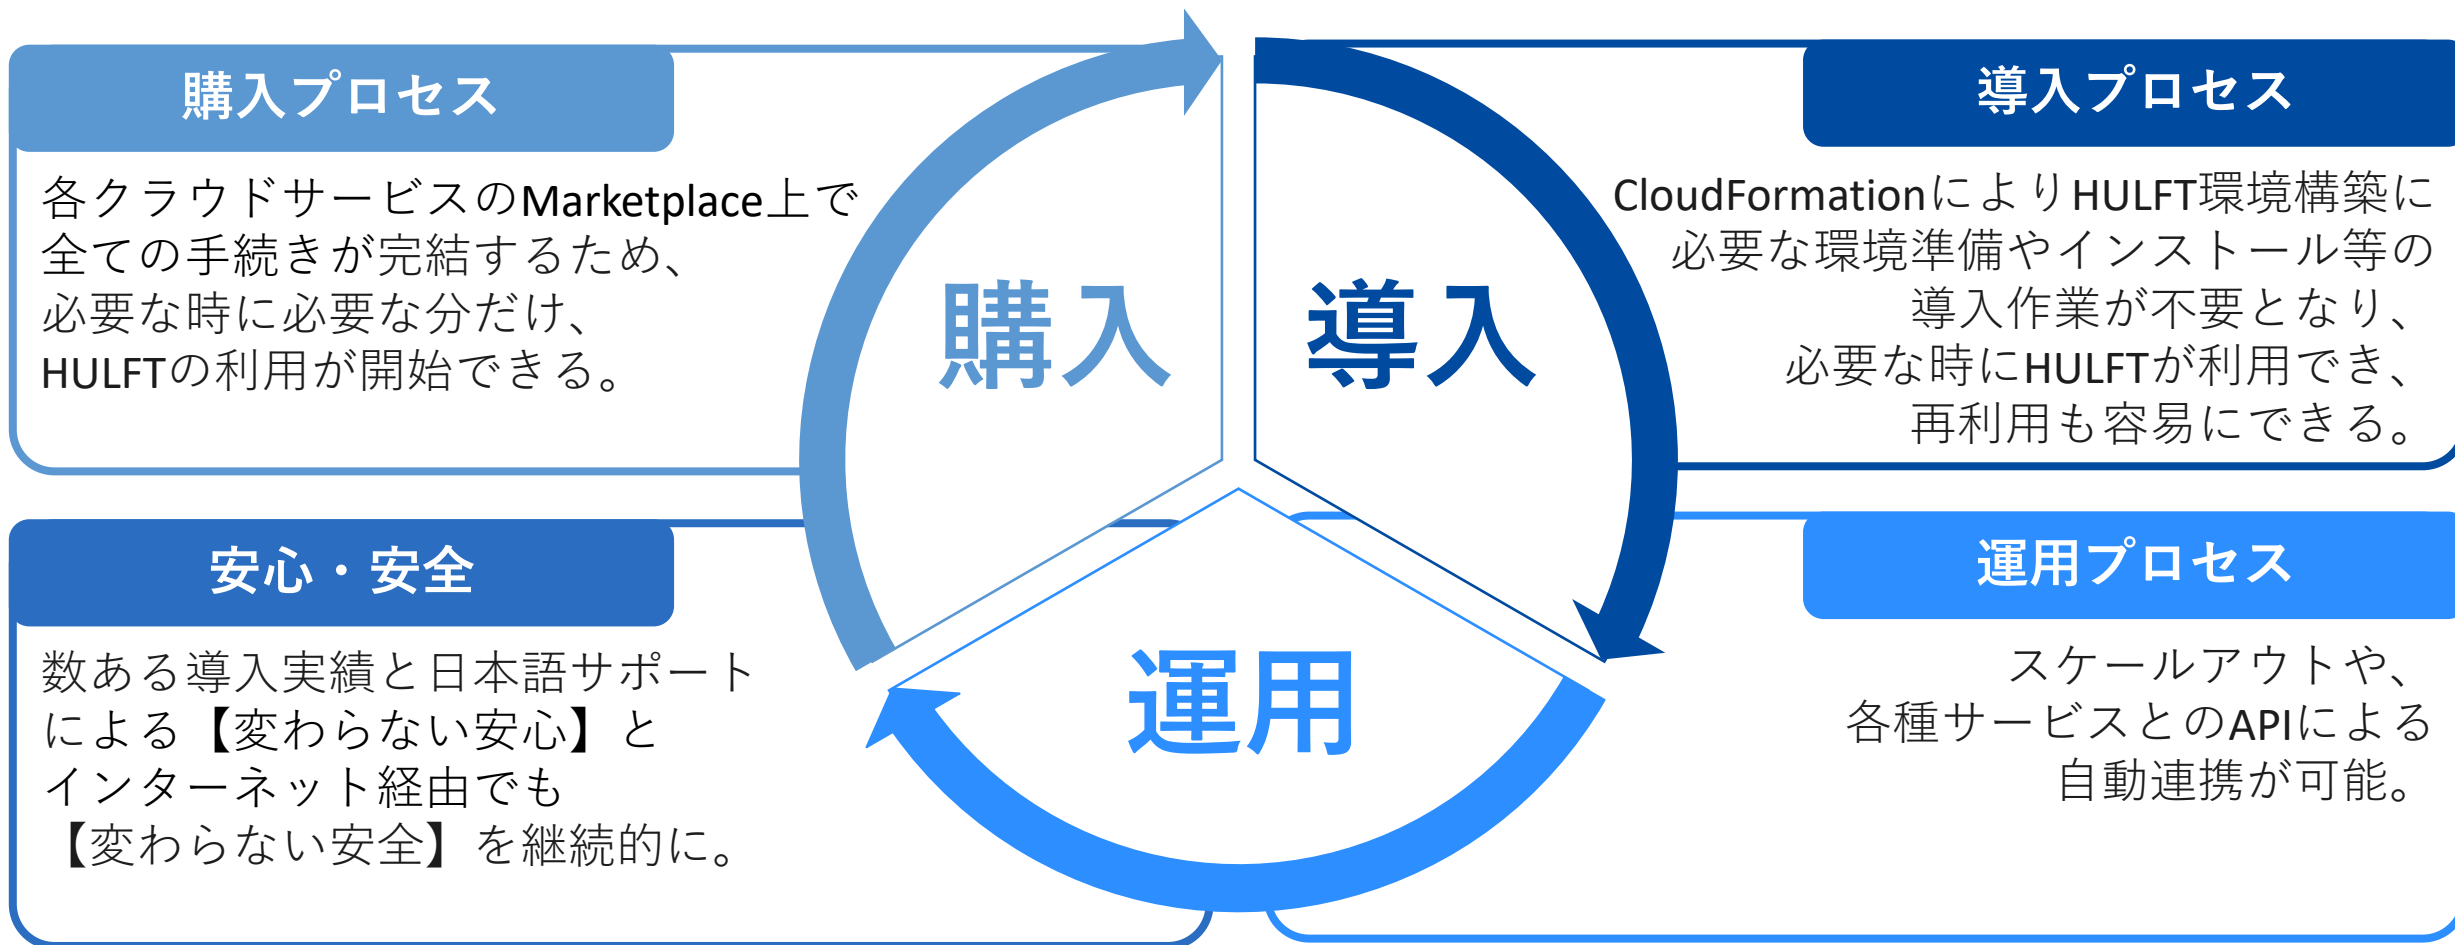 購入プロセス
各クラウドサービスのMarketplace上で
全ての手続きが完結するため、
必要な時に必要な分だけ、
HULFTの利用が開始できる。
購入
導入
導入プロセス
CloudFormationによりHULFT環境構築に
必要な環境準備やインストール等の
導入作業が不要となり、
必要な時にHULFTが利用でき、
再利用も容易にできる。
安心・安全
数ある導入実績と日本語サポート
による【変わらない安心】と
インターネット経由でも
【変わらない安全】を継続的に。
運用
運用プロセス
スケールアウトや、
各種サービスとのAPIによる
自動連携が可能。